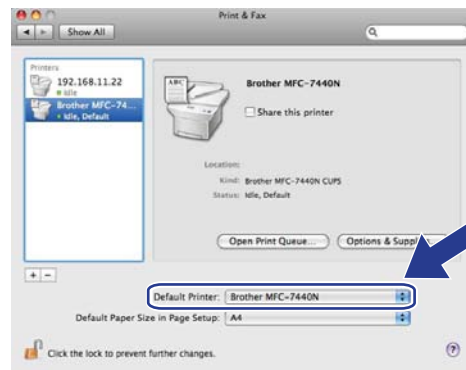 Print & Fax
Show All
Printers
192.168.11.22
Idle
Brother MFC-74...
Idle, Default
ABC
Brother MFC-7440N
Share this printer
Location:
Kind: Brother MFC-7440N CUPS
Status: Idle, Default
Open Print Queue... Options &
+ -
Default Printer: Brother MFC-7440N
Default Paper Size in Page Setup: A4
Click the lock to prevent further changes. ?